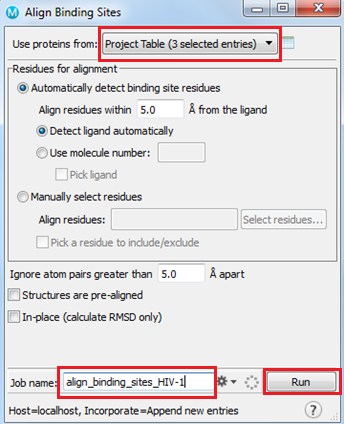 Align Binding Sites
Use proteins from: Project Table (3 selected entries)
Residues for alignment
Automatically detect binding site residues
Align residues within 5.0 Å from the ligand
Detect ligand automatically
Use molecule number:
Pick ligand
Manually select residues
Align residues: Select residues...
Pick a residue to include/exclude
Ignore atom pairs greater than 5.0 Å apart
Structures are pre-aligned
In-place (calculate RMSD only)
Job name: align_binding_sites_HIV-1 Run
Host=localhost, Incorporate=Append new entries ?